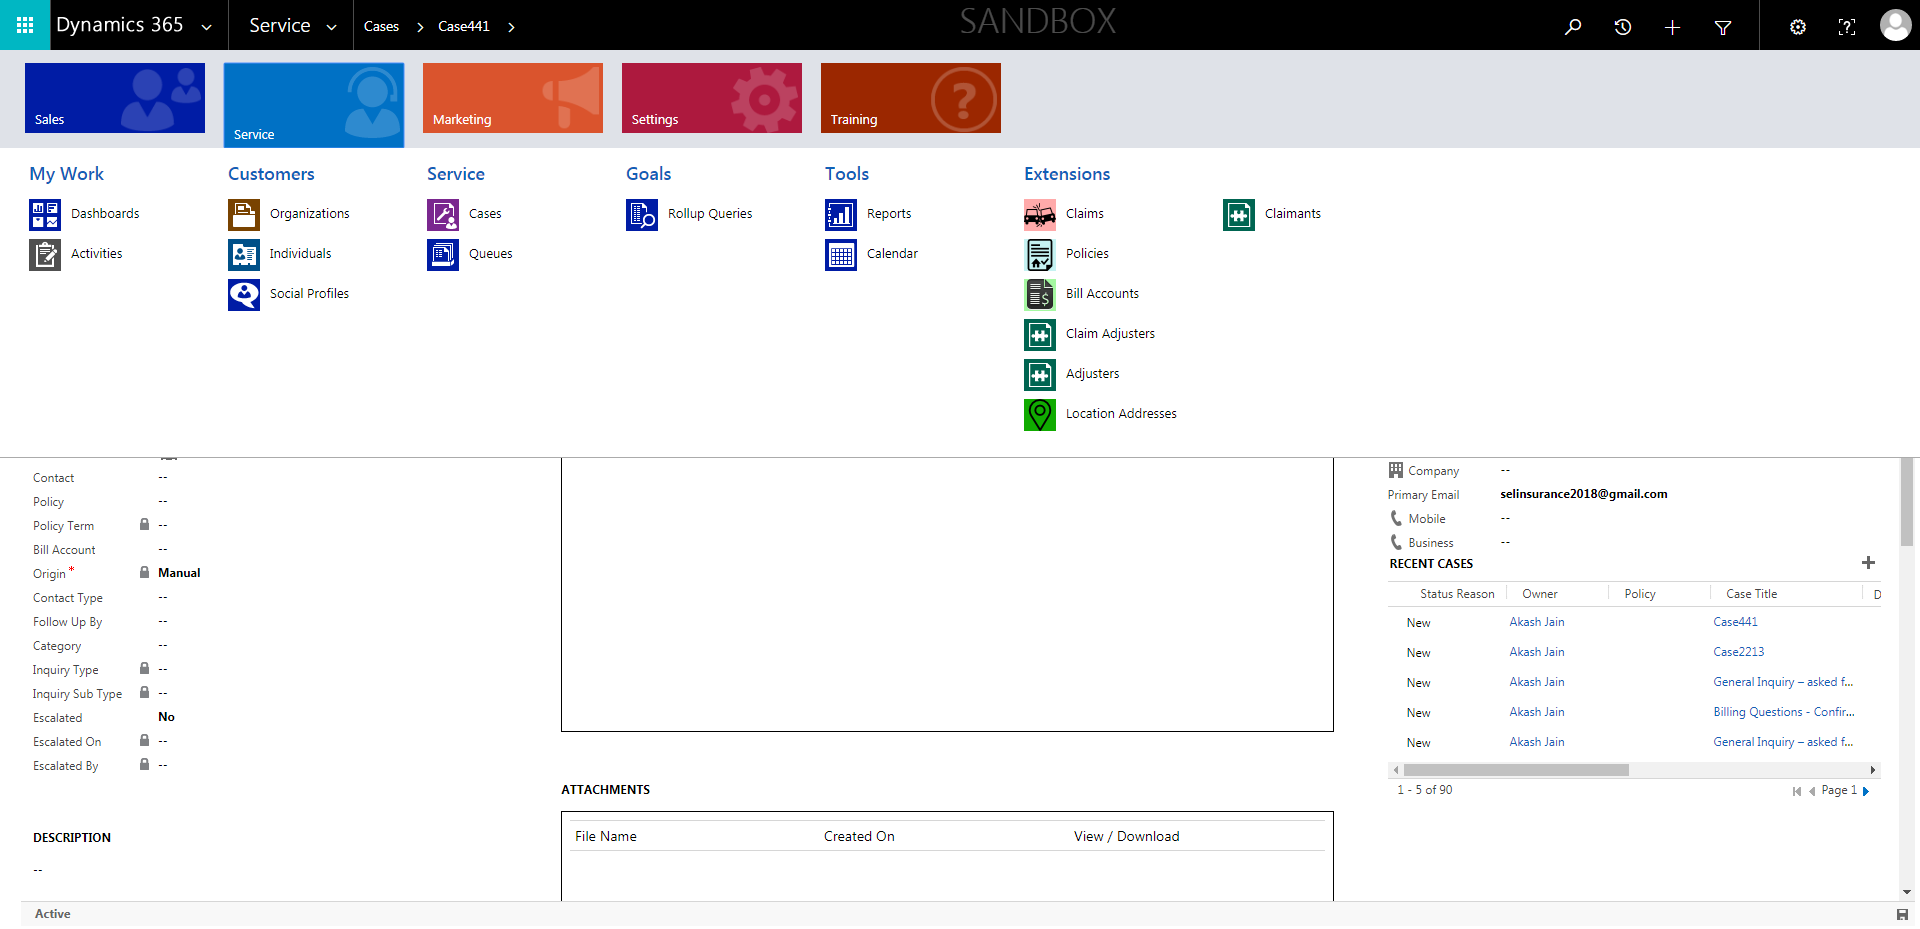 Dynamics 365
Service
Cases
Case441
SANDBOX
Sales
Service
Marketing
Settings
Training
My Work
Dashboards
Activities
Customers
Organizations
Individuals
Social Profiles
Service
Cases
Queues
Goals
Rollup Queries
Tools
Reports
Calendar
Extensions
Claims
Policies
Bill Accounts
Claim Adjusters
Adjusters
Location Addresses
Claimants
Contact --
Policy --
Policy Term --
Bill Account --
Origin * Manual
Contact Type --
Follow Up By --
Category --
Inquiry Type --
Inquiry Sub Type --
Escalated No
Escalated On --
Escalated By --
DESCRIPTION
--
ATTACHMENTS
File Name Created On View / Download
Company --
Primary Email selinsurance2018@gmail.com
Mobile --
Business --
RECENT CASES
Status Reason Owner Policy Case Title D
New Akash Jain Case441
New Akash Jain Case2213
New Akash Jain General Inquiry – asked f...
New Akash Jain Billing Questions - Confir...
New Akash Jain General Inquiry – asked f...
1 - 5 of 90 Page 1
Active